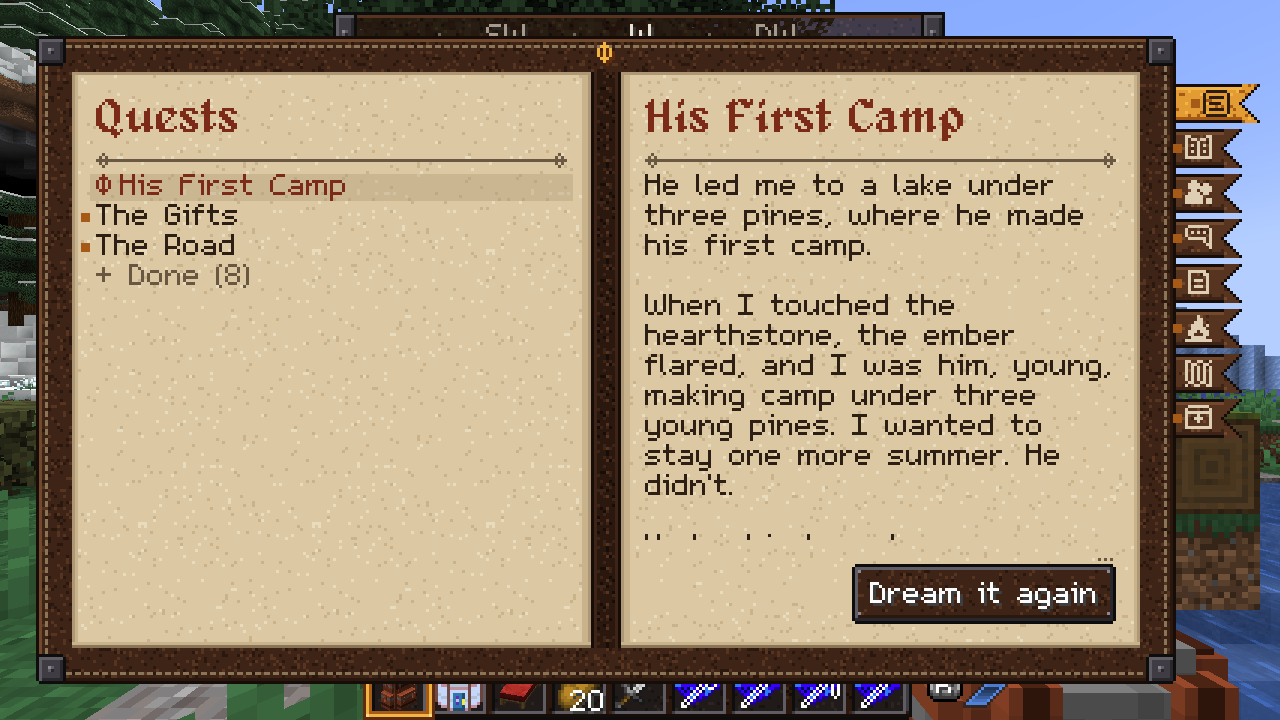 SW W NW
Quests
His First Camp
The Gifts
The Road
+ Done (8)
His First Camp
He led me to a lake under
three pines, where he made
his first camp.
When I touched the
hearthstone, the ember
flared, and I was him, young,
making camp under three
young pines. I wanted to
stay one more summer. He
didn't.
...
Dream it again
20